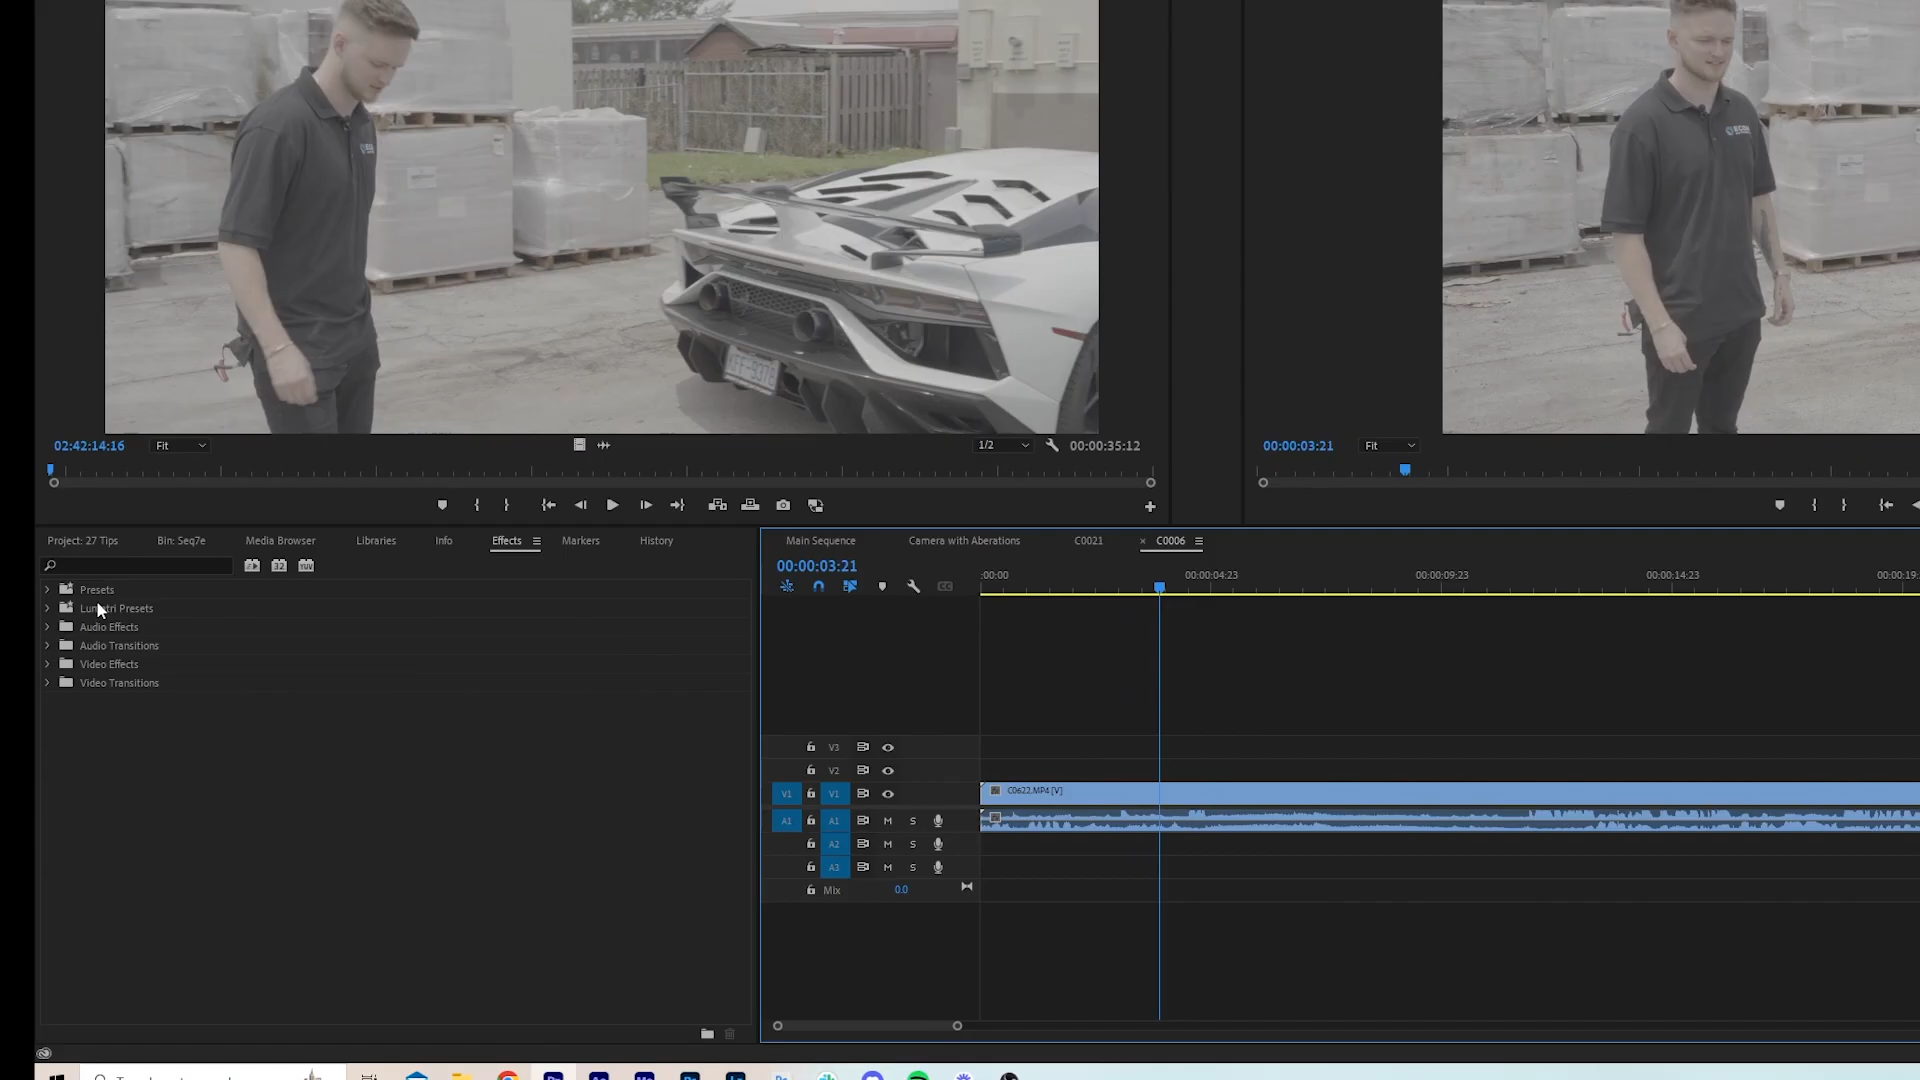 02:42:14:16 Fit 1/2 00:00:35:12 00:00:03:21 Fit
Project: 27 Tips Bin: Seq7e Media Browser Libraries Info Effects Markers History
Presets
Lumetri Presets
Audio Effects
Audio Transitions
Video Effects
Video Transitions
Main Sequence Camera with Aberations C0021 × C0006
00:00:03:21
:00:00 00:00:04:23 00:00:09:23 00:00:14:23 00:00:19:
V3
V2
V1 V1 C0622.MP4 [V]
A1 A1 M S
A2 M S
A3 M S
Mix 0.0